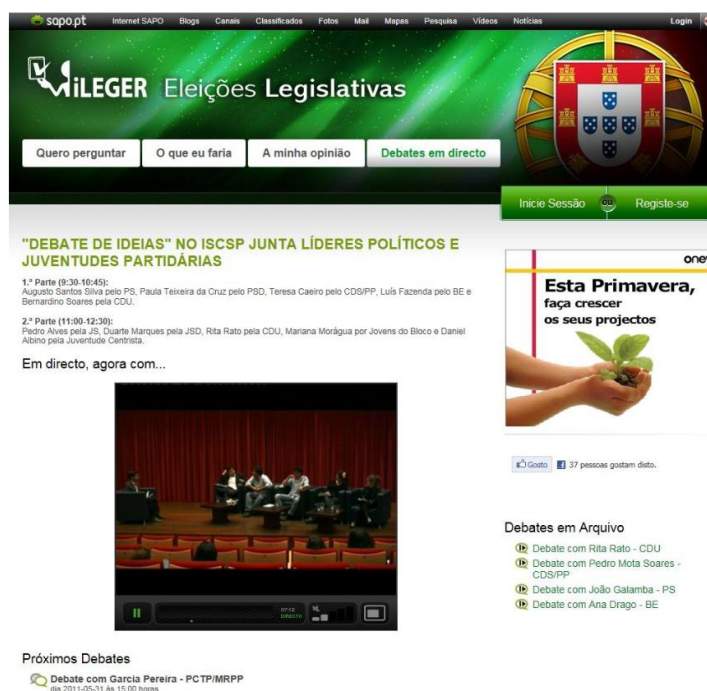 sapo.pt Internet SAPO Blogs Canais Classificados Fotos Mail Mapas Pesquisa Vídeos Notícias Login
ViLEGER Eleições Legislativas
Quero perguntar O que eu faria A minha opinião Debates em directo
Inicie Sessão ou Registe-se
"DEBATE DE IDEIAS" NO ISCSP JUNTA LÍDERES POLÍTICOS E
JUVENTUDES PARTIDÁRIAS
1.ª Parte (9:30-10:45):
Augusto Santos Silva pelo PS, Paula Teixeira da Cruz pelo PSD, Teresa Caeiro pelo CDS/PP, Luís Fazenda pelo BE e
Bernardino Soares pela CDU.
2.ª Parte (11:00-12:30):
Pedro Alves pela JS, Duarte Marques pela JSD, Rita Rato pela CDU, Mariana Morágua por Jovens do Bloco e Daniel
Albino pela Juventude Centrista.
Em directo, agora com...
07:12
DIRECTO
one
Esta Primavera,
faça crescer
os seus projectos
Gosto 37 pessoas gostam disto.
Debates em Arquivo
Debate com Rita Rato - CDU
Debate com Pedro Mota Soares -
CDS/PP
Debate com João Galamba - PS
Debate com Ana Drago - BE
Próximos Debates
Debate com Garcia Pereira - PCTP/MRPP
dia 2011-05-31 às 15:00 horas